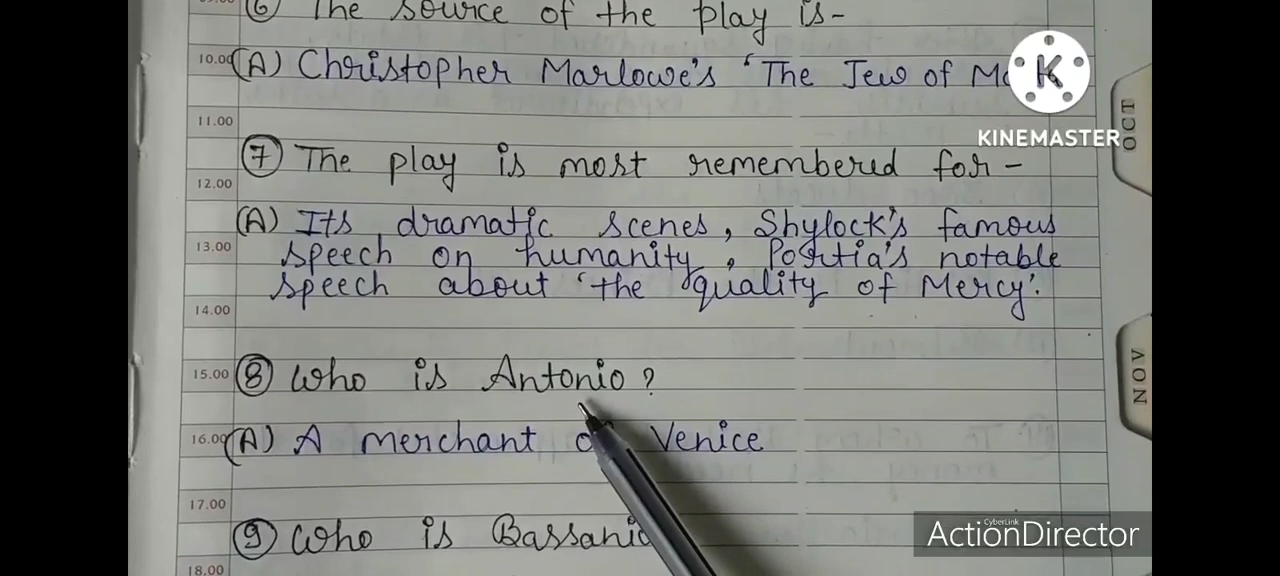 ⑥ The source of the play is-
10.00 (A) Christopher Marlowe's 'The Jew of
K
KINEMASTER
OCT
11.00
⑦ The play is most remembered for-
12.00
(A) Its dramatic scenes, Shylock's famous
13.00 speech on humanity, Portia's notable
speech about 'the quality of Mercy'.
14.00
15.00 ⑧ Who is Antonio?
NOV
16.00 (A) A merchant of Venice
17.00
⑨ Who is Bassanio
CyberLink
ActionDirector
18.00